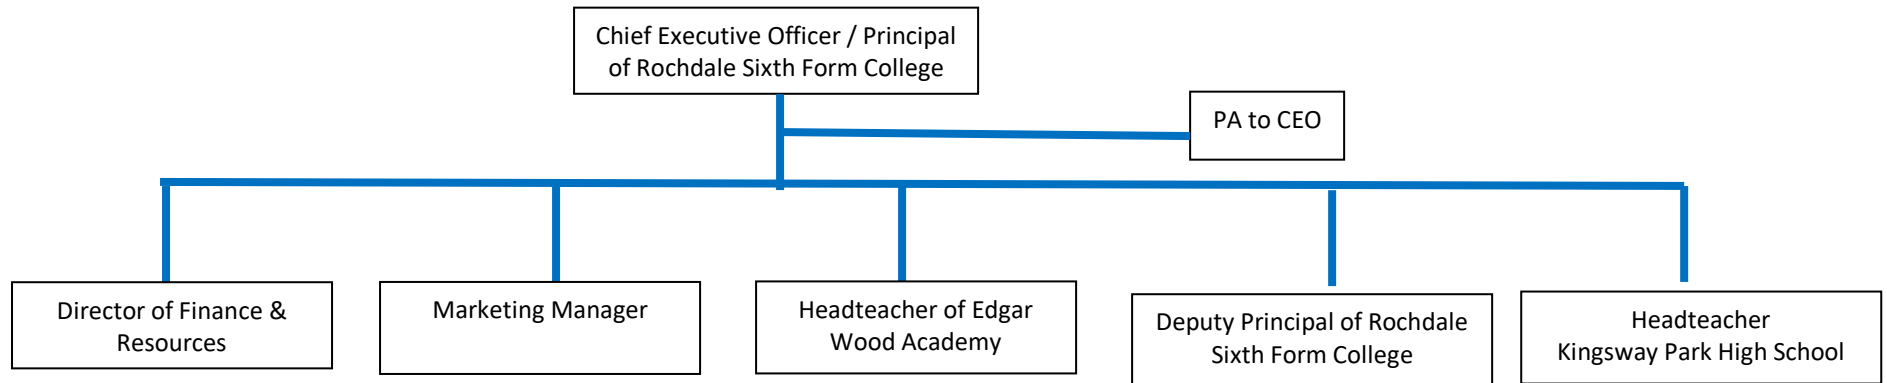 Chief Executive Officer / Principal
of Rochdale Sixth Form College
PA to CEO
Director of Finance &
Resources
Marketing Manager
Headteacher of Edgar
Wood Academy
Deputy Principal of Rochdale
Sixth Form College
Headteacher
Kingsway Park High School